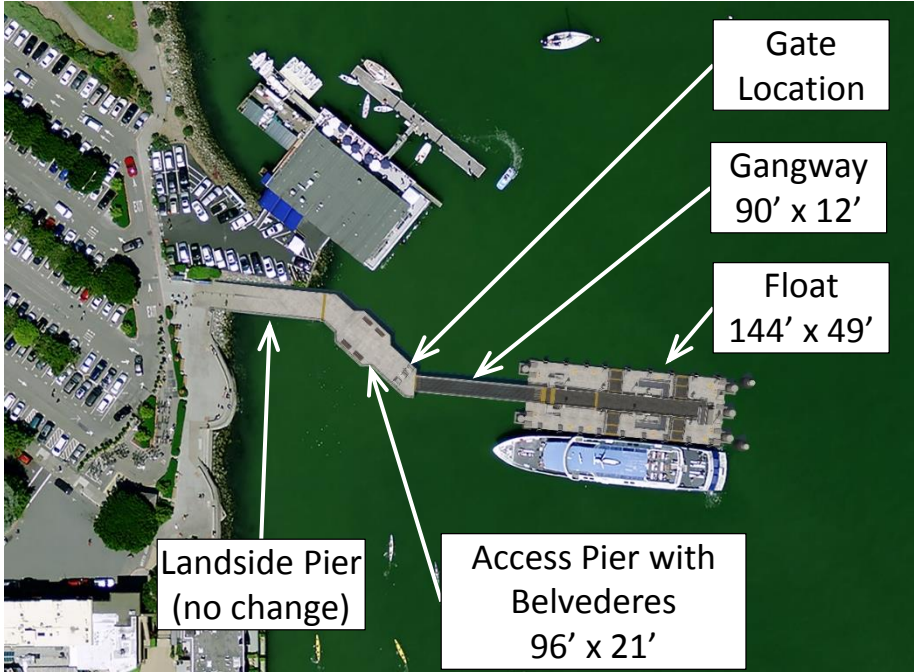 Gate
Location
Gangway
90’ x 12’
Float
144’ x 49’
Landside Pier
(no change)
Access Pier with
Belvederes
96’ x 21’